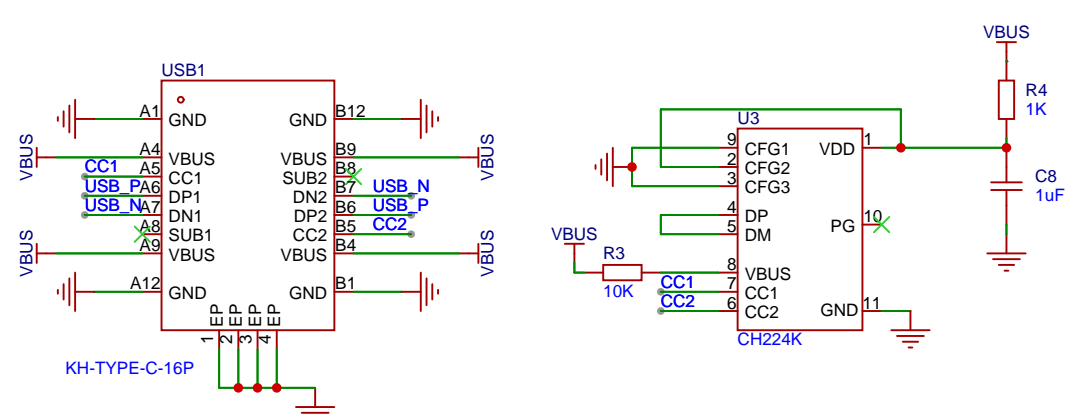 USB1
A1 GND
A4 VBUS
A5 CC1
A6 DP1
A7 DN1
A8 SUB1
A9 VBUS
A12 GND
GND B12
VBUS B9
SUB2 B8
DN2 B7
DP2 B6
CC2 B5
VBUS B4
GND B1
VBUS
CC1
USB_P
USB_N
VBUS
VBUS
USB_N
USB_P
CC2
VBUS
EP EP EP EP
1 2 3 4
KH-TYPE-C-16P
U3
9 CFG1
2 CFG2
3 CFG3
4 DP
5 DM
8 VBUS
7 CC1
6 CC2
VDD 1
PG 10
GND 11
CH224K
VBUS
R3
10K
CC1
CC2
VBUS
R4
1K
C8
1uF